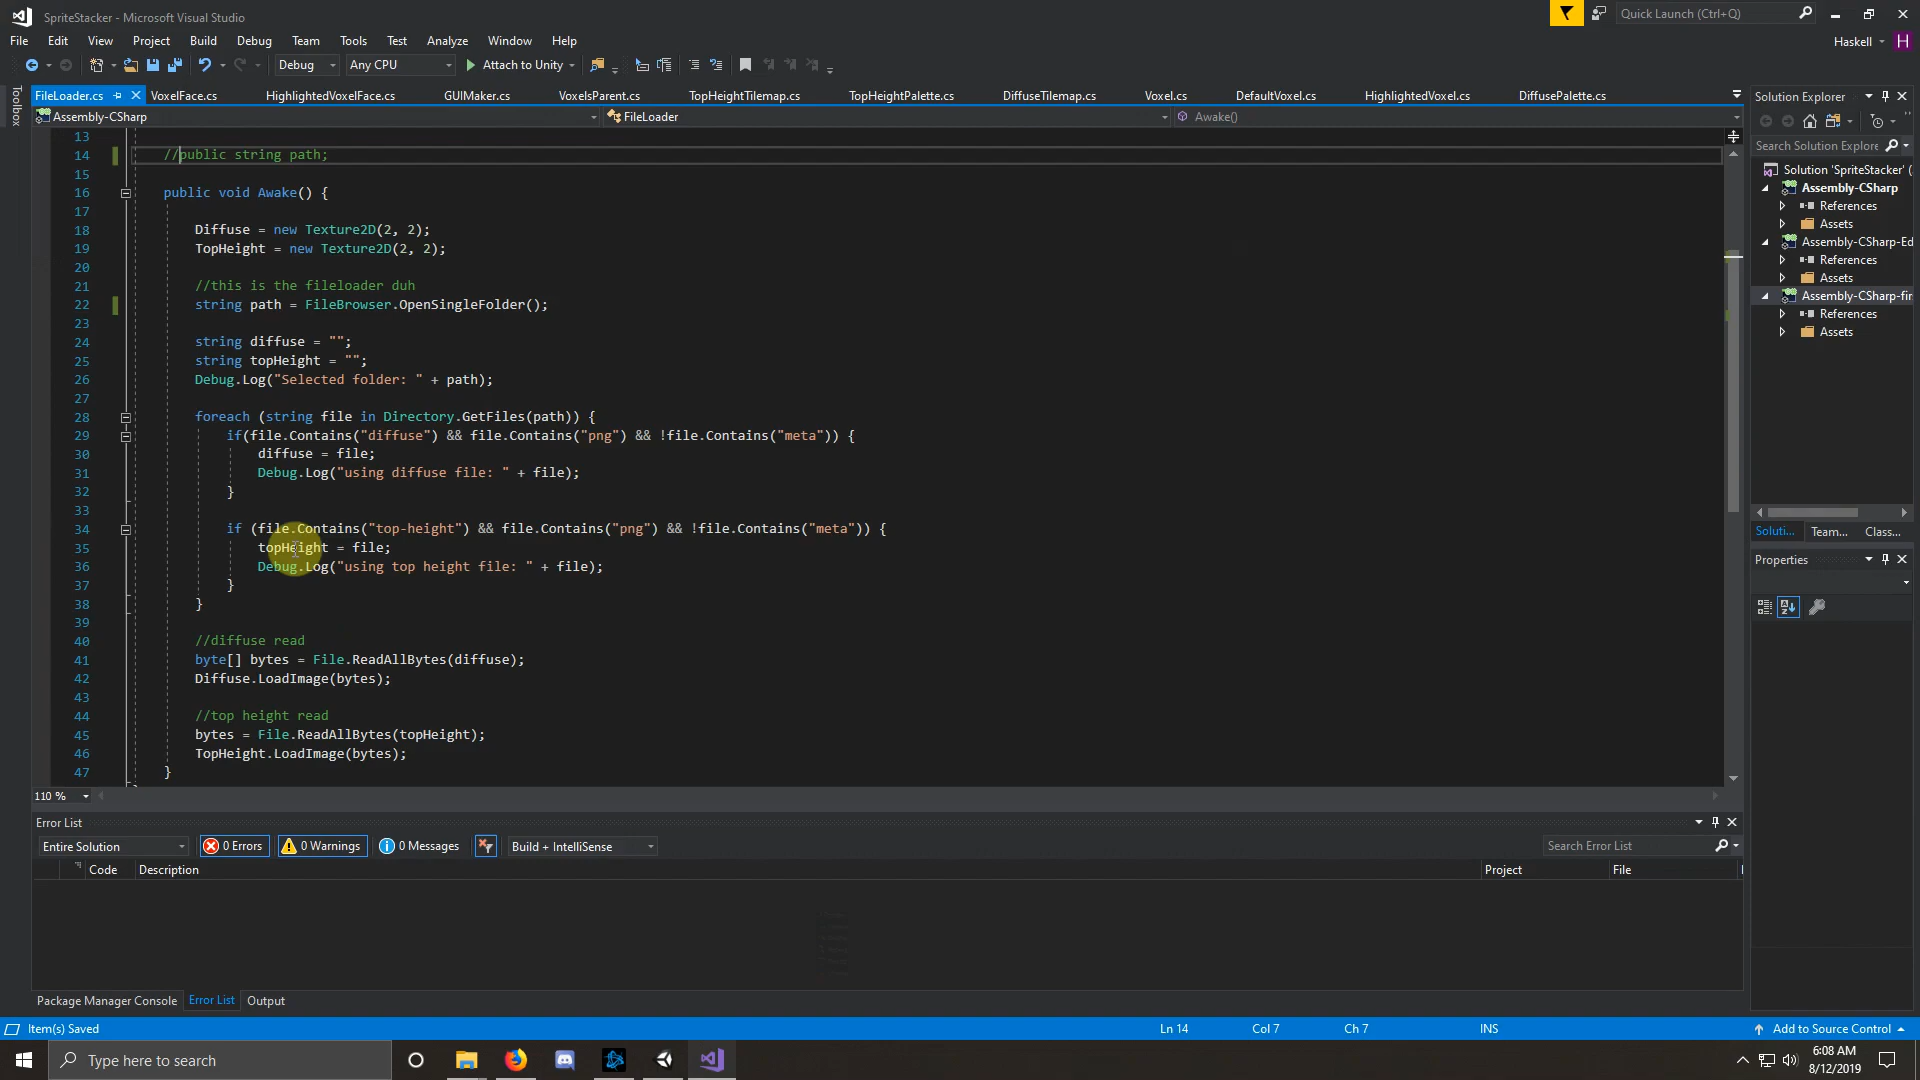 SpriteStacker - Microsoft Visual Studio
Quick Launch (Ctrl+Q)
File Edit View Project Build Debug Team Tools Test Analyze Window Help
Haskell H
Debug Any CPU Attach to Unity
Toolbox
FileLoader.cs VoxelFace.cs HighlightedVoxelFace.cs GUIMaker.cs VoxelsParent.cs TopHeightTilemap.cs TopHeightPalette.cs DiffuseTilemap.cs Voxel.cs DefaultVoxel.cs HighlightedVoxel.cs DiffusePalette.cs
Assembly-CSharp FileLoader Awake()
13
14 //public string path;
15
16 public void Awake() {
17
18 Diffuse = new Texture2D(2, 2);
19 TopHeight = new Texture2D(2, 2);
20
21 //this is the fileloader duh
22 string path = FileBrowser.OpenSingleFolder();
23
24 string diffuse = "";
25 string topHeight = "";
26 Debug.Log("Selected folder: " + path);
27
28 foreach (string file in Directory.GetFiles(path)) {
29 if(file.Contains("diffuse") && file.Contains("png") && !file.Contains("meta")) {
30 diffuse = file;
31 Debug.Log("using diffuse file: " + file);
32 }
33
34 if (file.Contains("top-height") && file.Contains("png") && !file.Contains("meta")) {
35 topHeight = file;
36 Debug.Log("using top height file: " + file);
37 }
38 }
39
40 //diffuse read
41 byte[] bytes = File.ReadAllBytes(diffuse);
42 Diffuse.LoadImage(bytes);
43
44 //top height read
45 bytes = File.ReadAllBytes(topHeight);
46 TopHeight.LoadImage(bytes);
47 }
110 %
Solution Explorer
Search Solution Explore
Solution 'SpriteStacker' (
Assembly-CSharp
References
Assets
Assembly-CSharp-Ed
References
Assets
Assembly-CSharp-fir
References
Assets
Soluti... Team... Class...
Properties
Error List
Entire Solution 0 Errors 0 Warnings 0 Messages Build + IntelliSense Search Error List
Code Description Project File
Package Manager Console Error List Output
Item(s) Saved Ln 14 Col 7 Ch 7 INS Add to Source Control
Type here to search
6:08 AM
8/12/2019